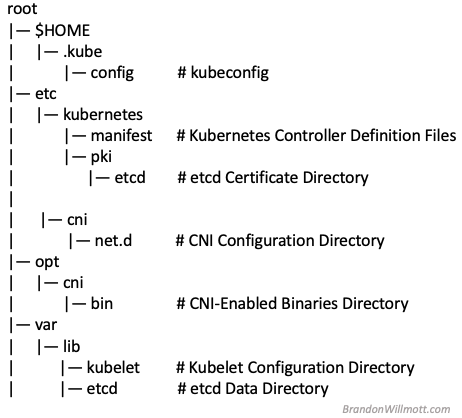 root
|— $HOME
| |— .kube
| |— config # kubeconfig
|— etc
| |— kubernetes
| |— manifest # Kubernetes Controller Definition Files
| |— pki
| |— etcd # etcd Certificate Directory
|
| |— cni
| |— net.d # CNI Configuration Directory
|— opt
| |— cni
| |— bin # CNI-Enabled Binaries Directory
|— var
| |— lib
| |— kubelet # Kubelet Configuration Directory
| |— etcd # etcd Data Directory
BrandonWillmott.com